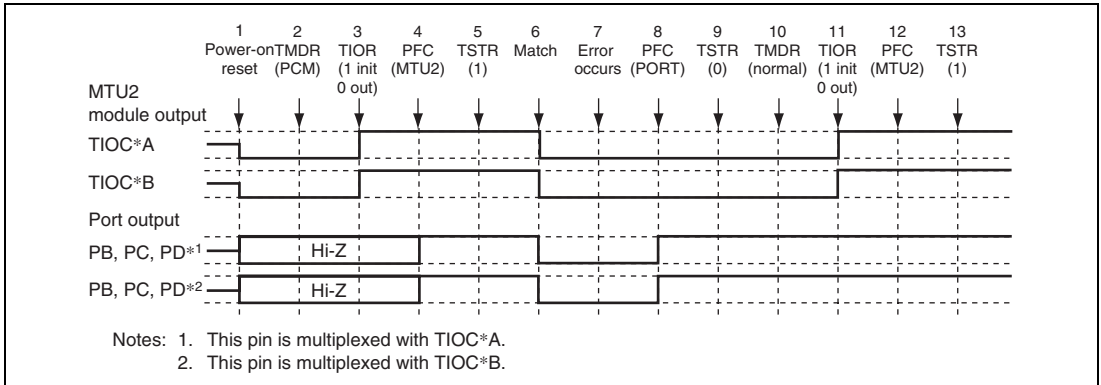 1 2 3 4 5 6 7 8 9 10 11 12 13
Power-on TMDR TIOR PFC TSTR Match Error PFC TSTR TMDR TIOR PFC TSTR
reset (PCM) (1 init (MTU2) (1) occurs (PORT) (0) (normal) (1 init (MTU2) (1)
0 out) 0 out)
MTU2
module output
TIOC*A
TIOC*B
Port output
PB, PC, PD*1 Hi-Z
PB, PC, PD*2 Hi-Z
Notes: 1. This pin is multiplexed with TIOC*A.
2. This pin is multiplexed with TIOC*B.